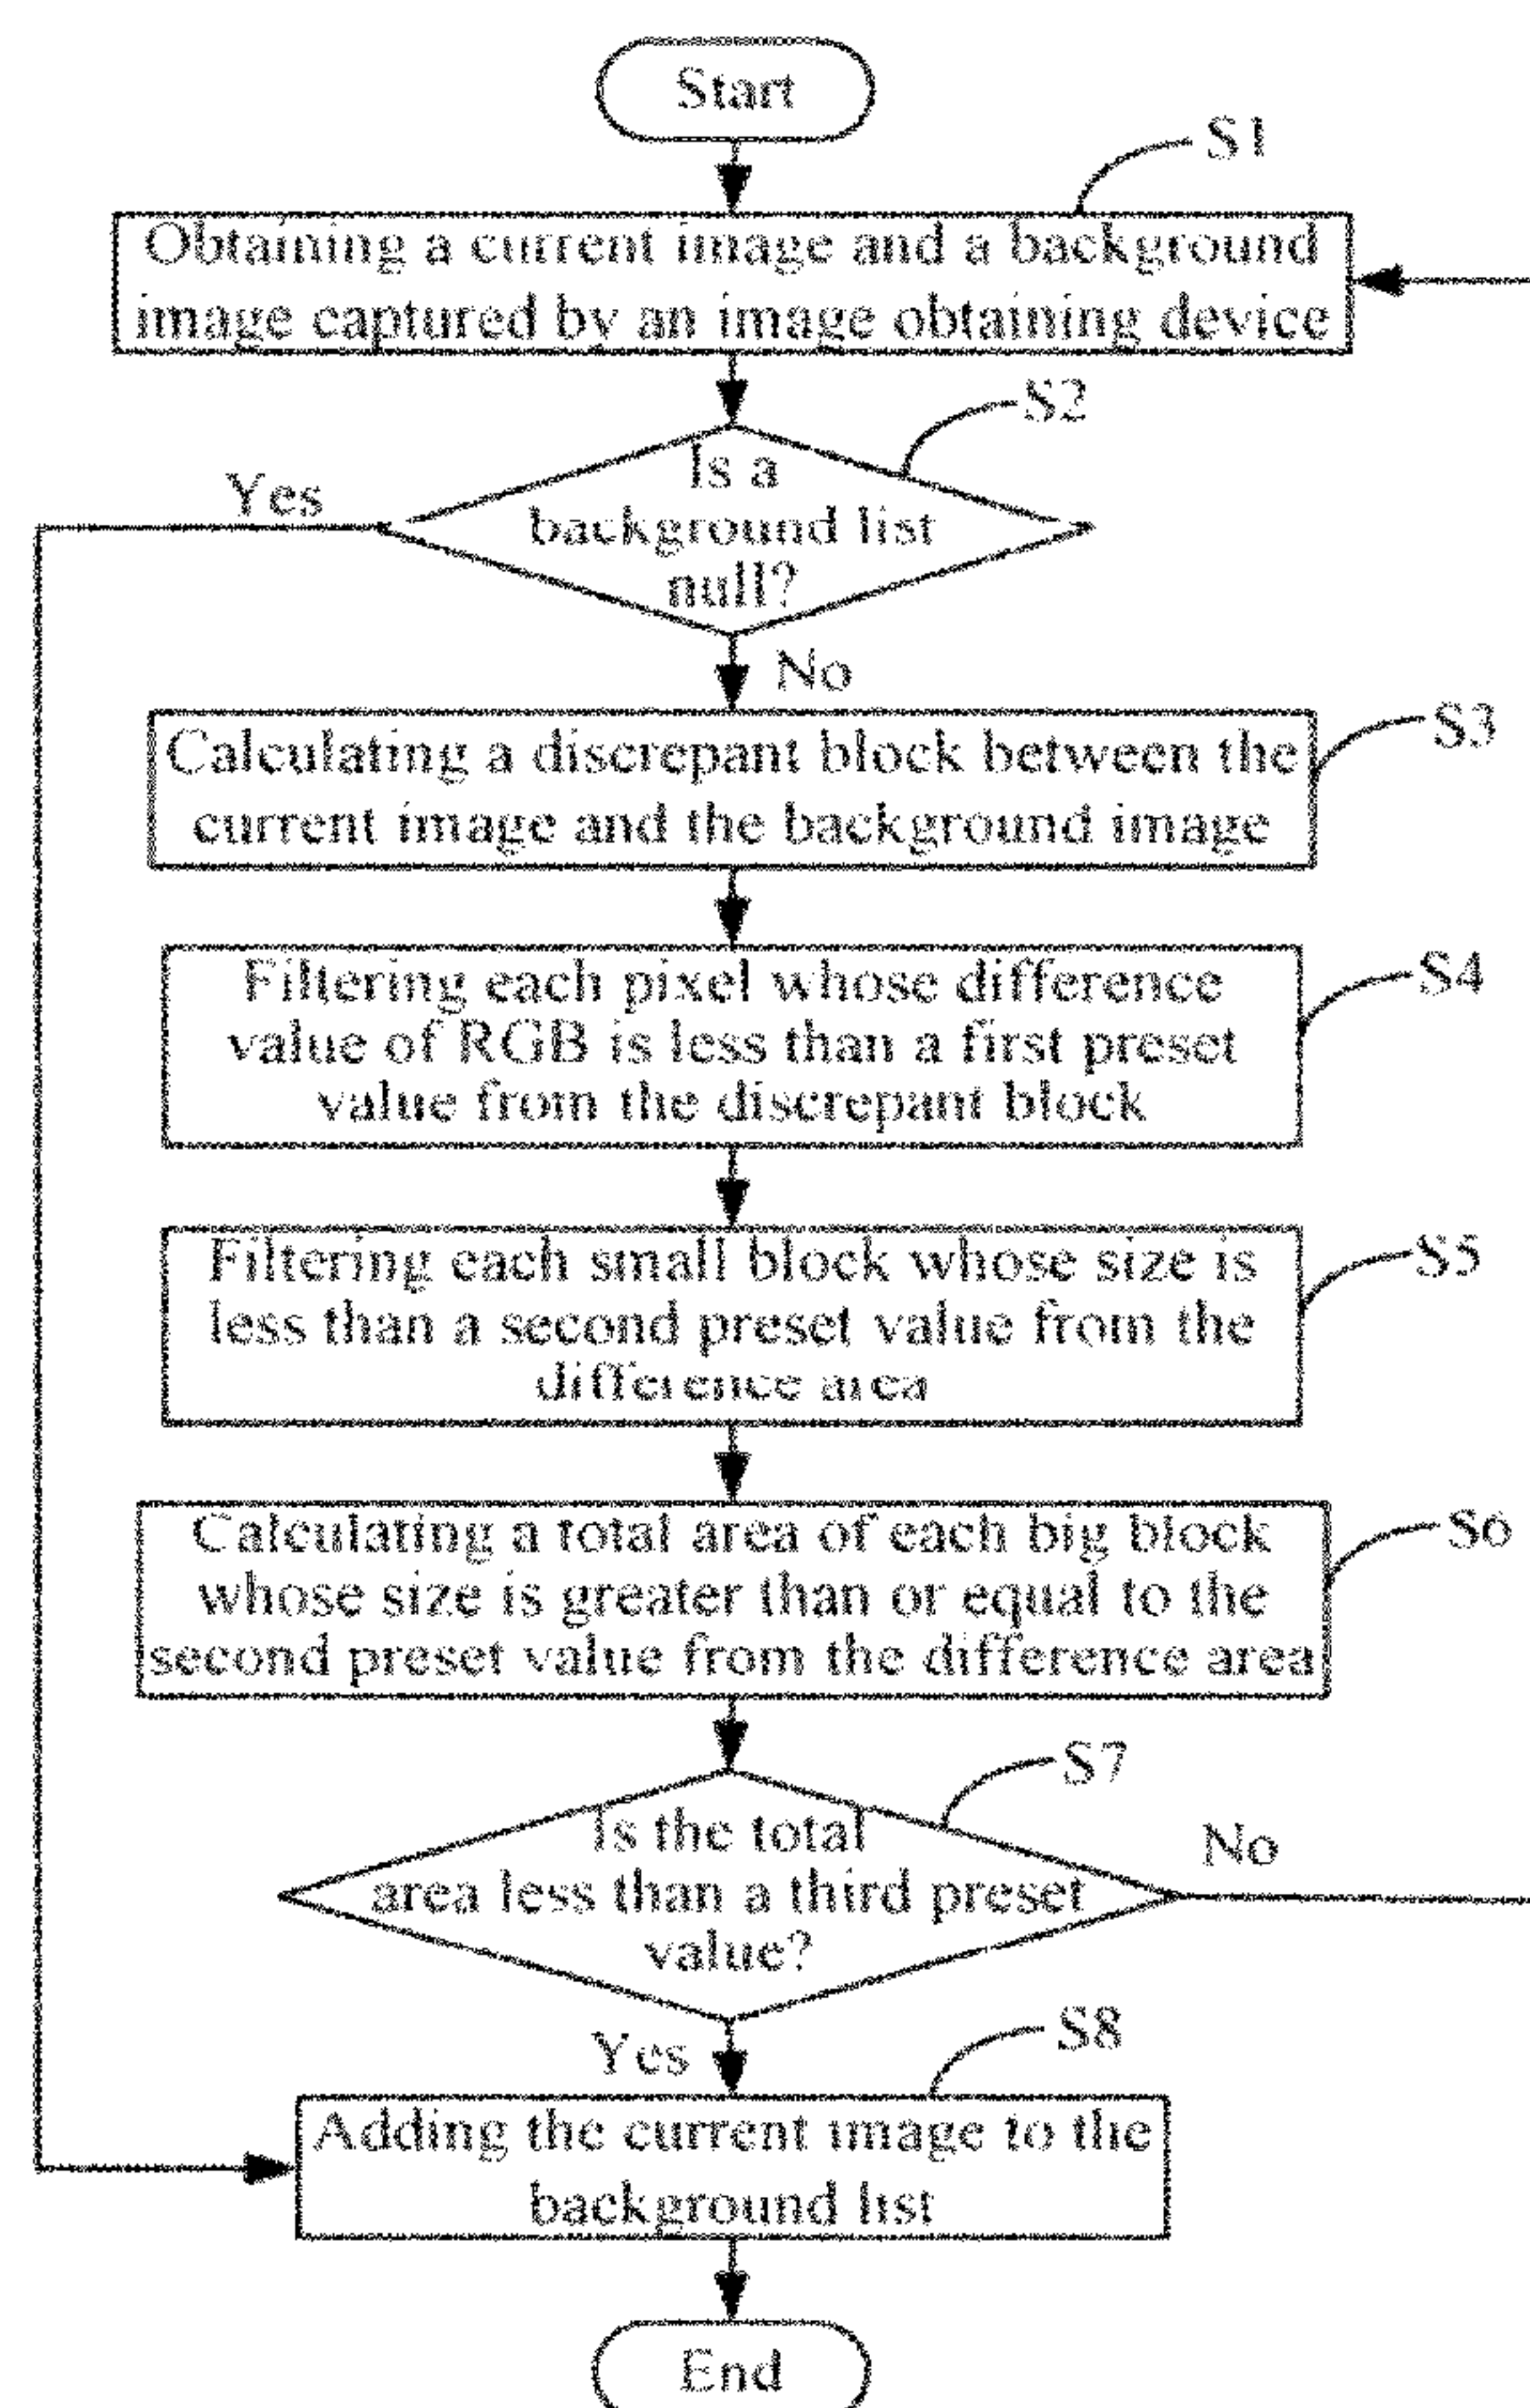 Start
S1
Obtaining a current image and a background
image captured by an image obtaining device
S2
Is a
background list
null?
Yes
No
S3
Calculating a discrepant block between the
current image and the background image
S4
Filtering each pixel whose difference
value of RGB is less than a first preset
value from the discrepant block
S5
Filtering each small block whose size is
less than a second preset value from the
difference area
S6
Calculating a total area of each big block
whose size is greater than or equal to the
second preset value from the difference area
S7
Is the total
area less than a third preset
value?
No
Yes
S8
Adding the current image to the
background list
End